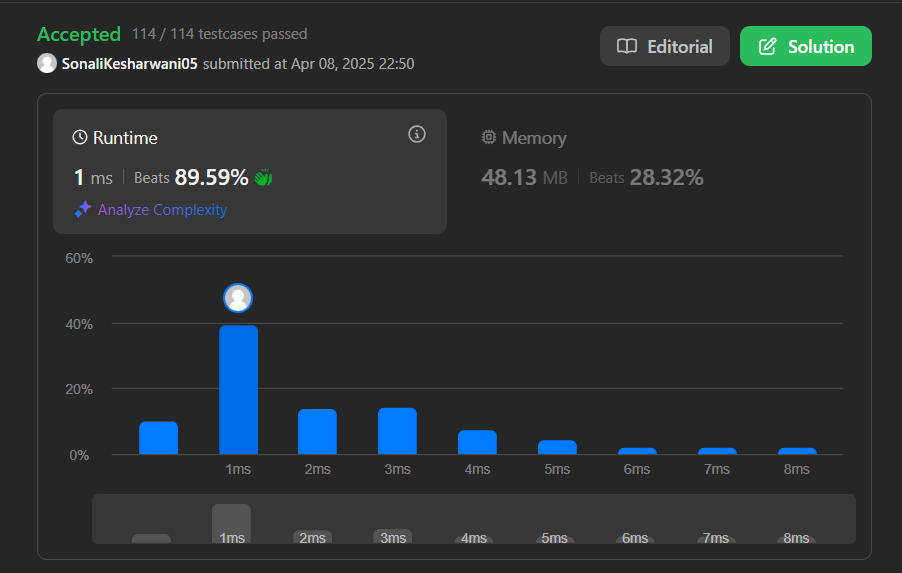 Accepted 114 / 114 testcases passed
Editorial
Solution
SonaliKesharwani05 submitted at Apr 08, 2025 22:50
Runtime
1 ms | Beats 89.59%
Analyze Complexity
Memory
48.13 MB | Beats 28.32%
60%
40%
20%
0%
1ms 2ms 3ms 4ms 5ms 6ms 7ms 8ms
1ms 2ms 3ms 4ms 5ms 6ms 7ms 8ms